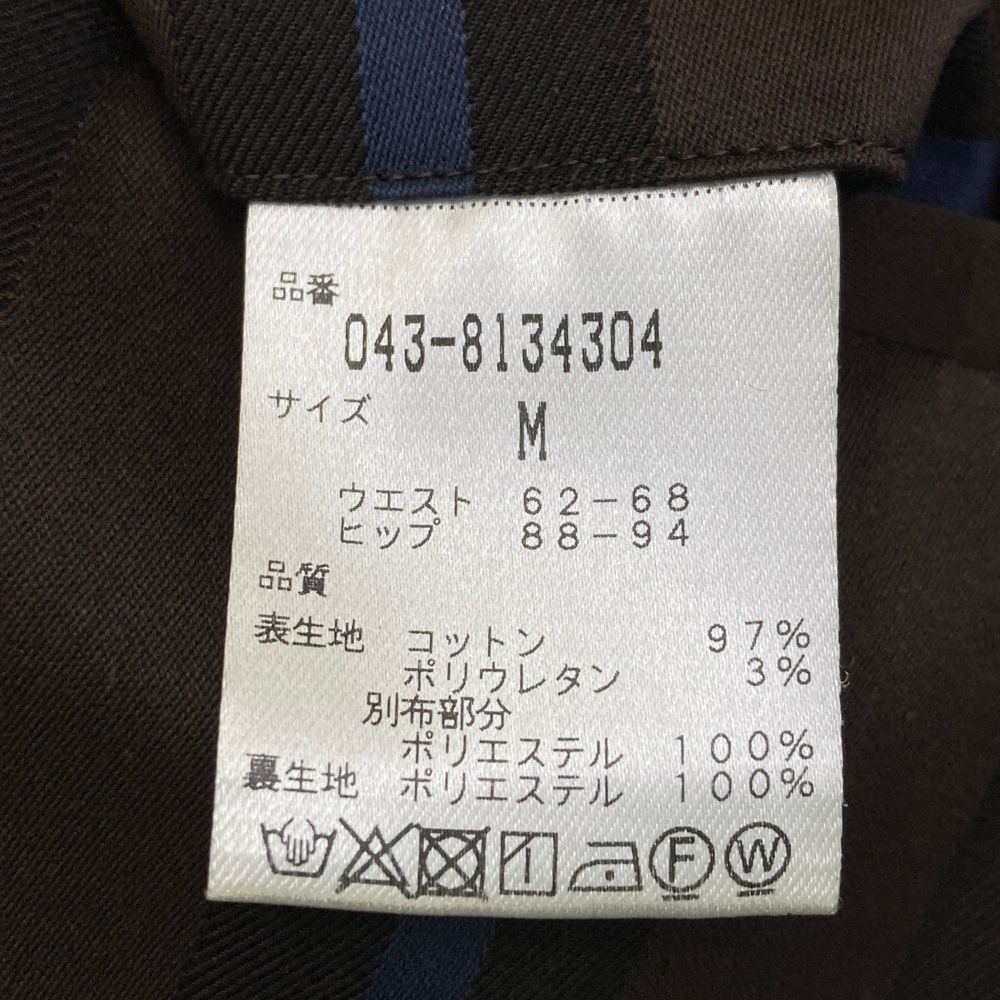 品番
043-8134304
サイズ
M
ウエスト 62-68
ヒップ 88-94
品質
表生地 コットン 97%
ポリウレタン 3%
別布部分
ポリエステル 100%
裏生地 ポリエステル 100%
F W